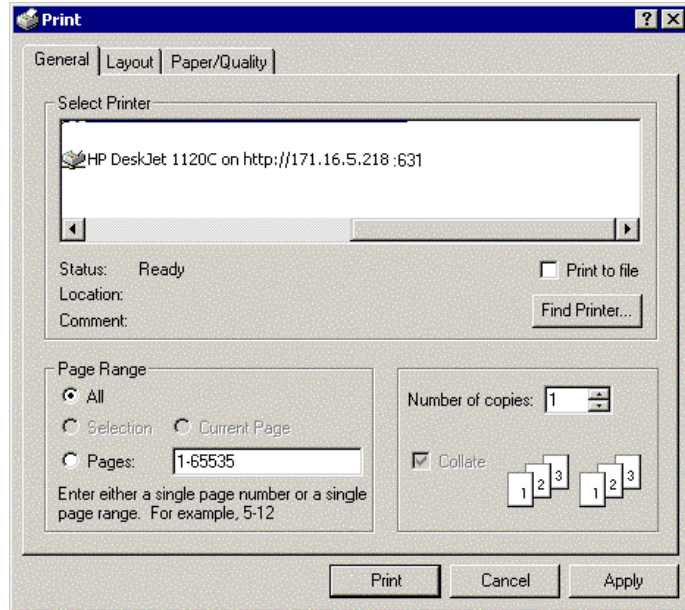 Print
General Layout Paper/Quality
Select Printer
HP DeskJet 1120C on http://171.16.5.218 :631
Status: Ready
Print to file
Location:
Find Printer...
Comment:
Page Range
All
Number of copies: 1
Selection Current Page
Collate
Pages: 1-65535
1 2 3 1 2 3
Enter either a single page number or a single
page range. For example, 5-12
Print Cancel Apply